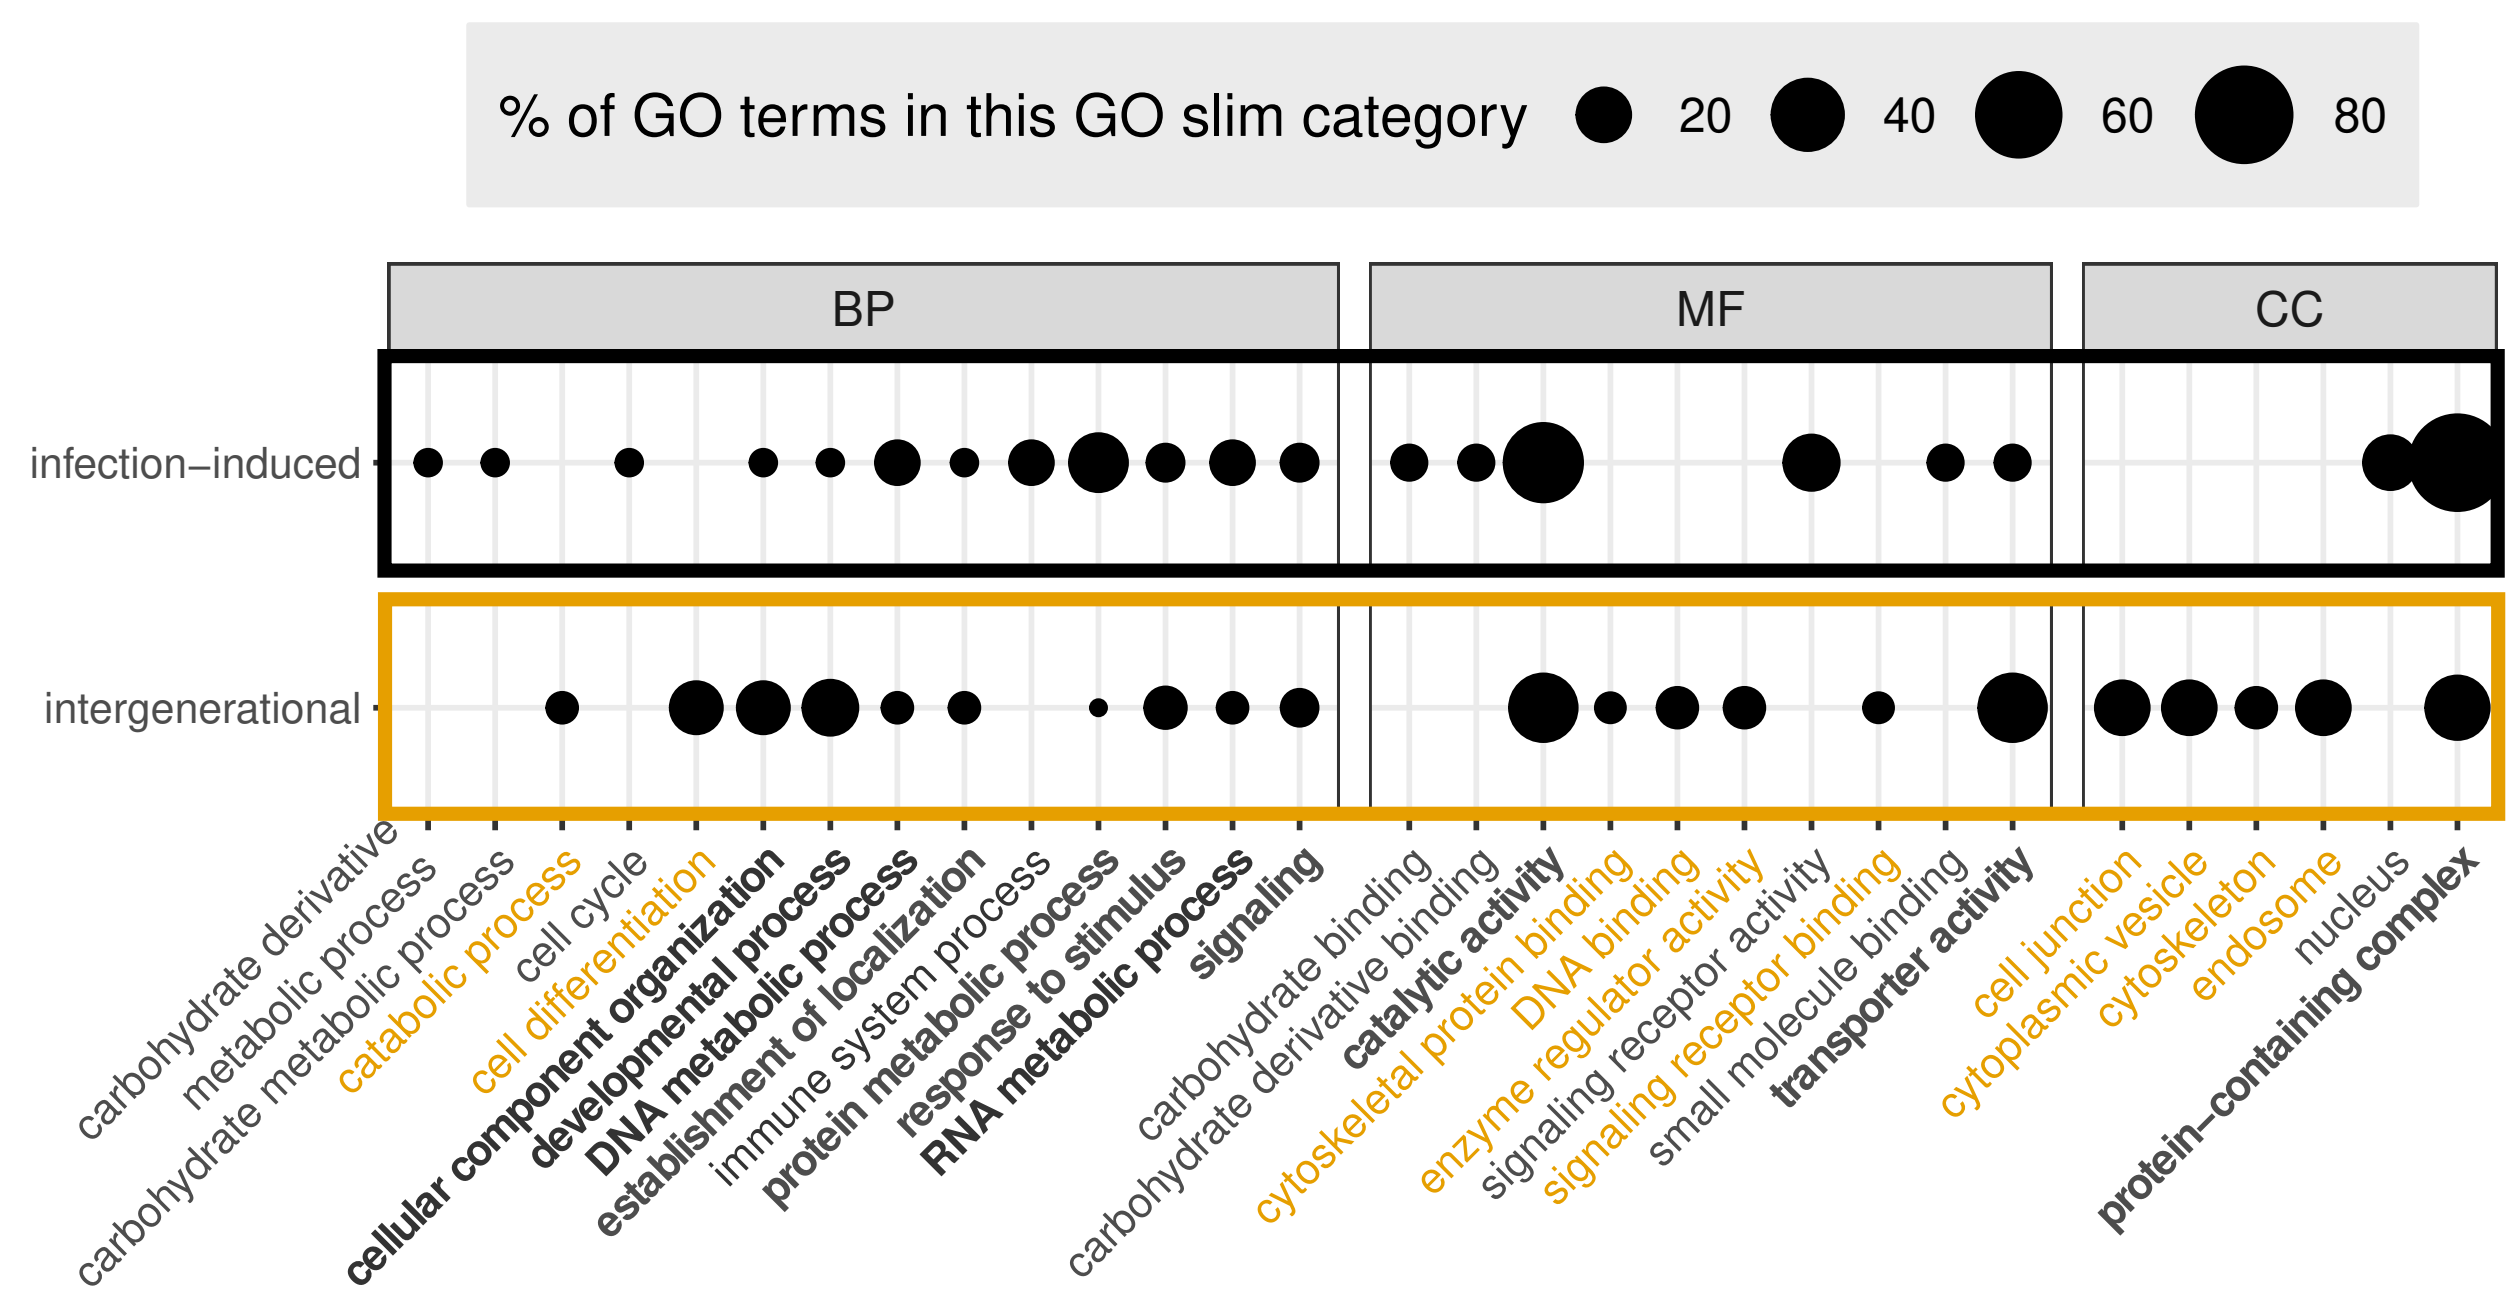 % of GO terms in this GO slim category 20 40 60 80
BP MF CC
infection−induced
intergenerational
carbohydrate derivative
metabolic process
carbohydrate metabolic process
catabolic process
cell cycle
cell differentiation
cellular component organization
developmental process
DNA metabolic process
establishment of localization
immune system process
protein metabolic process
response to stimulus
RNA metabolic process
signaling
carbohydrate binding
carbohydrate derivative binding
catalytic activity
cytoskeletal protein binding
DNA binding
enzyme regulator activity
signaling receptor activity
signaling receptor binding
small molecule binding
transporter activity
cell junction
cytoplasmic vesicle
cytoskeleton
endosome
nucleus
protein−containing complex